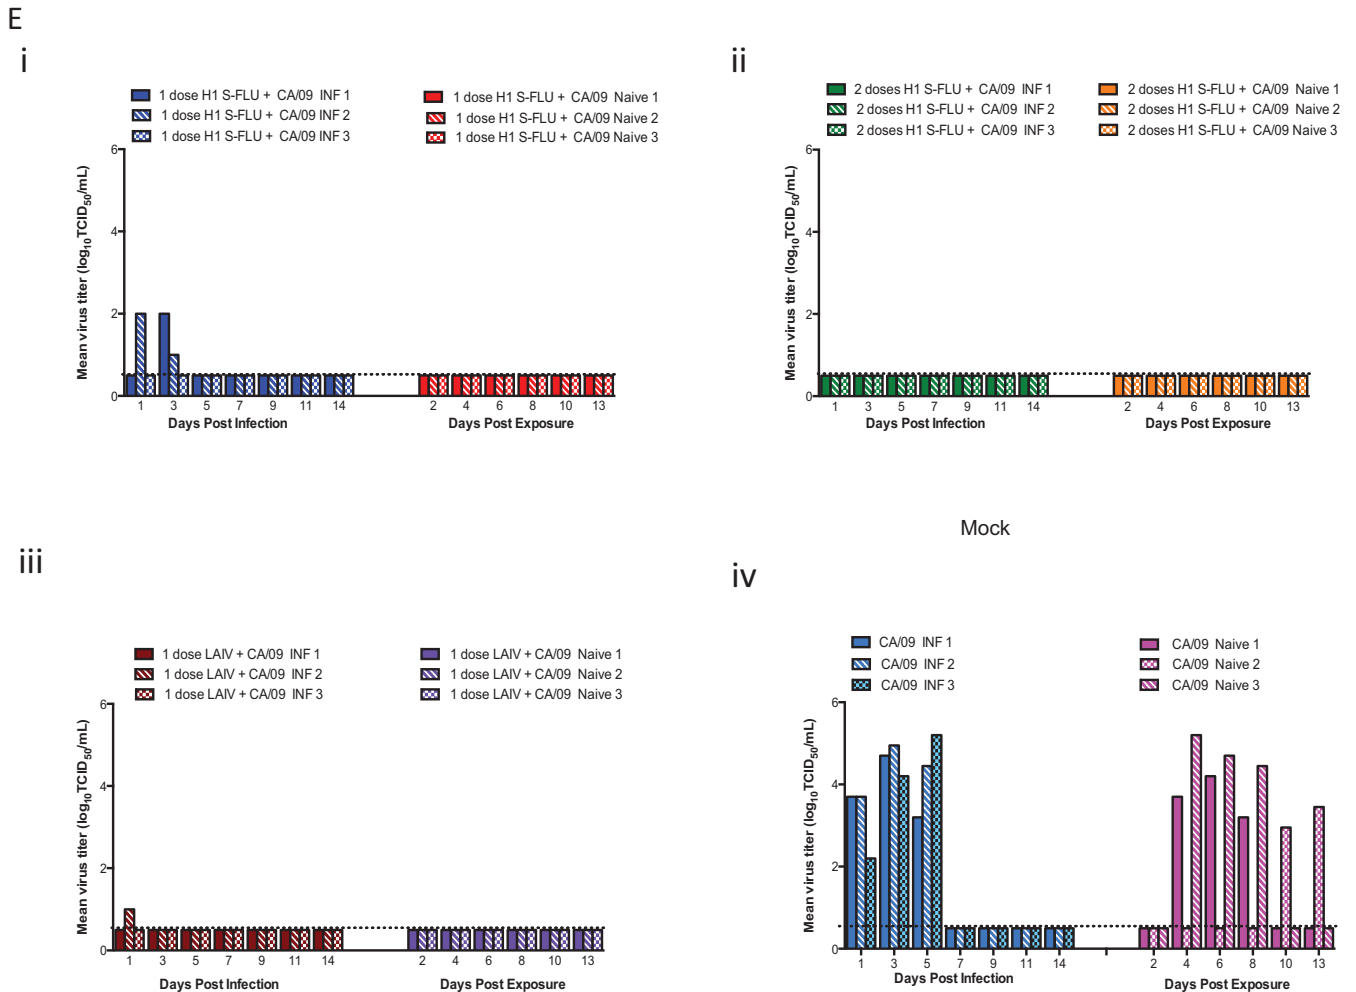 E
i
1 dose H1 S-FLU + CA/09 INF 1
1 dose H1 S-FLU + CA/09 INF 2
1 dose H1 S-FLU + CA/09 INF 3
1 dose H1 S-FLU + CA/09 Naive 1
1 dose H1 S-FLU + CA/09 Naive 2
1 dose H1 S-FLU + CA/09 Naive 3
Mean virus titer (log10TCID50/mL)
6
4
2
0
1 3 5 7 9 11 14
2 4 6 8 10 13
Days Post Infection
Days Post Exposure
ii
2 doses H1 S-FLU + CA/09 INF 1
2 doses H1 S-FLU + CA/09 INF 2
2 doses H1 S-FLU + CA/09 INF 3
2 doses H1 S-FLU + CA/09 Naive 1
2 doses H1 S-FLU + CA/09 Naive 2
2 doses H1 S-FLU + CA/09 Naive 3
Mean virus titer (log10TCID50/mL)
6
4
2
0
1 3 5 7 9 11 14
2 4 6 8 10 13
Days Post Infection
Days Post Exposure
iii
1 dose LAIV + CA/09 INF 1
1 dose LAIV + CA/09 INF 2
1 dose LAIV + CA/09 INF 3
1 dose LAIV + CA/09 Naive 1
1 dose LAIV + CA/09 Naive 2
1 dose LAIV + CA/09 Naive 3
Mean virus titer (log10TCID50/mL)
6
4
2
0
1 3 5 7 9 11 14
2 4 6 8 10 13
Days Post Infection
Days Post Exposure
Mock
iv
CA/09 INF 1
CA/09 INF 2
CA/09 INF 3
CA/09 Naive 1
CA/09 Naive 2
CA/09 Naive 3
Mean virus titer (log10TCID50/mL)
6
4
2
0
1 3 5 7 9 11 14
2 4 6 8 10 13
Days Post Infection
Days Post Exposure